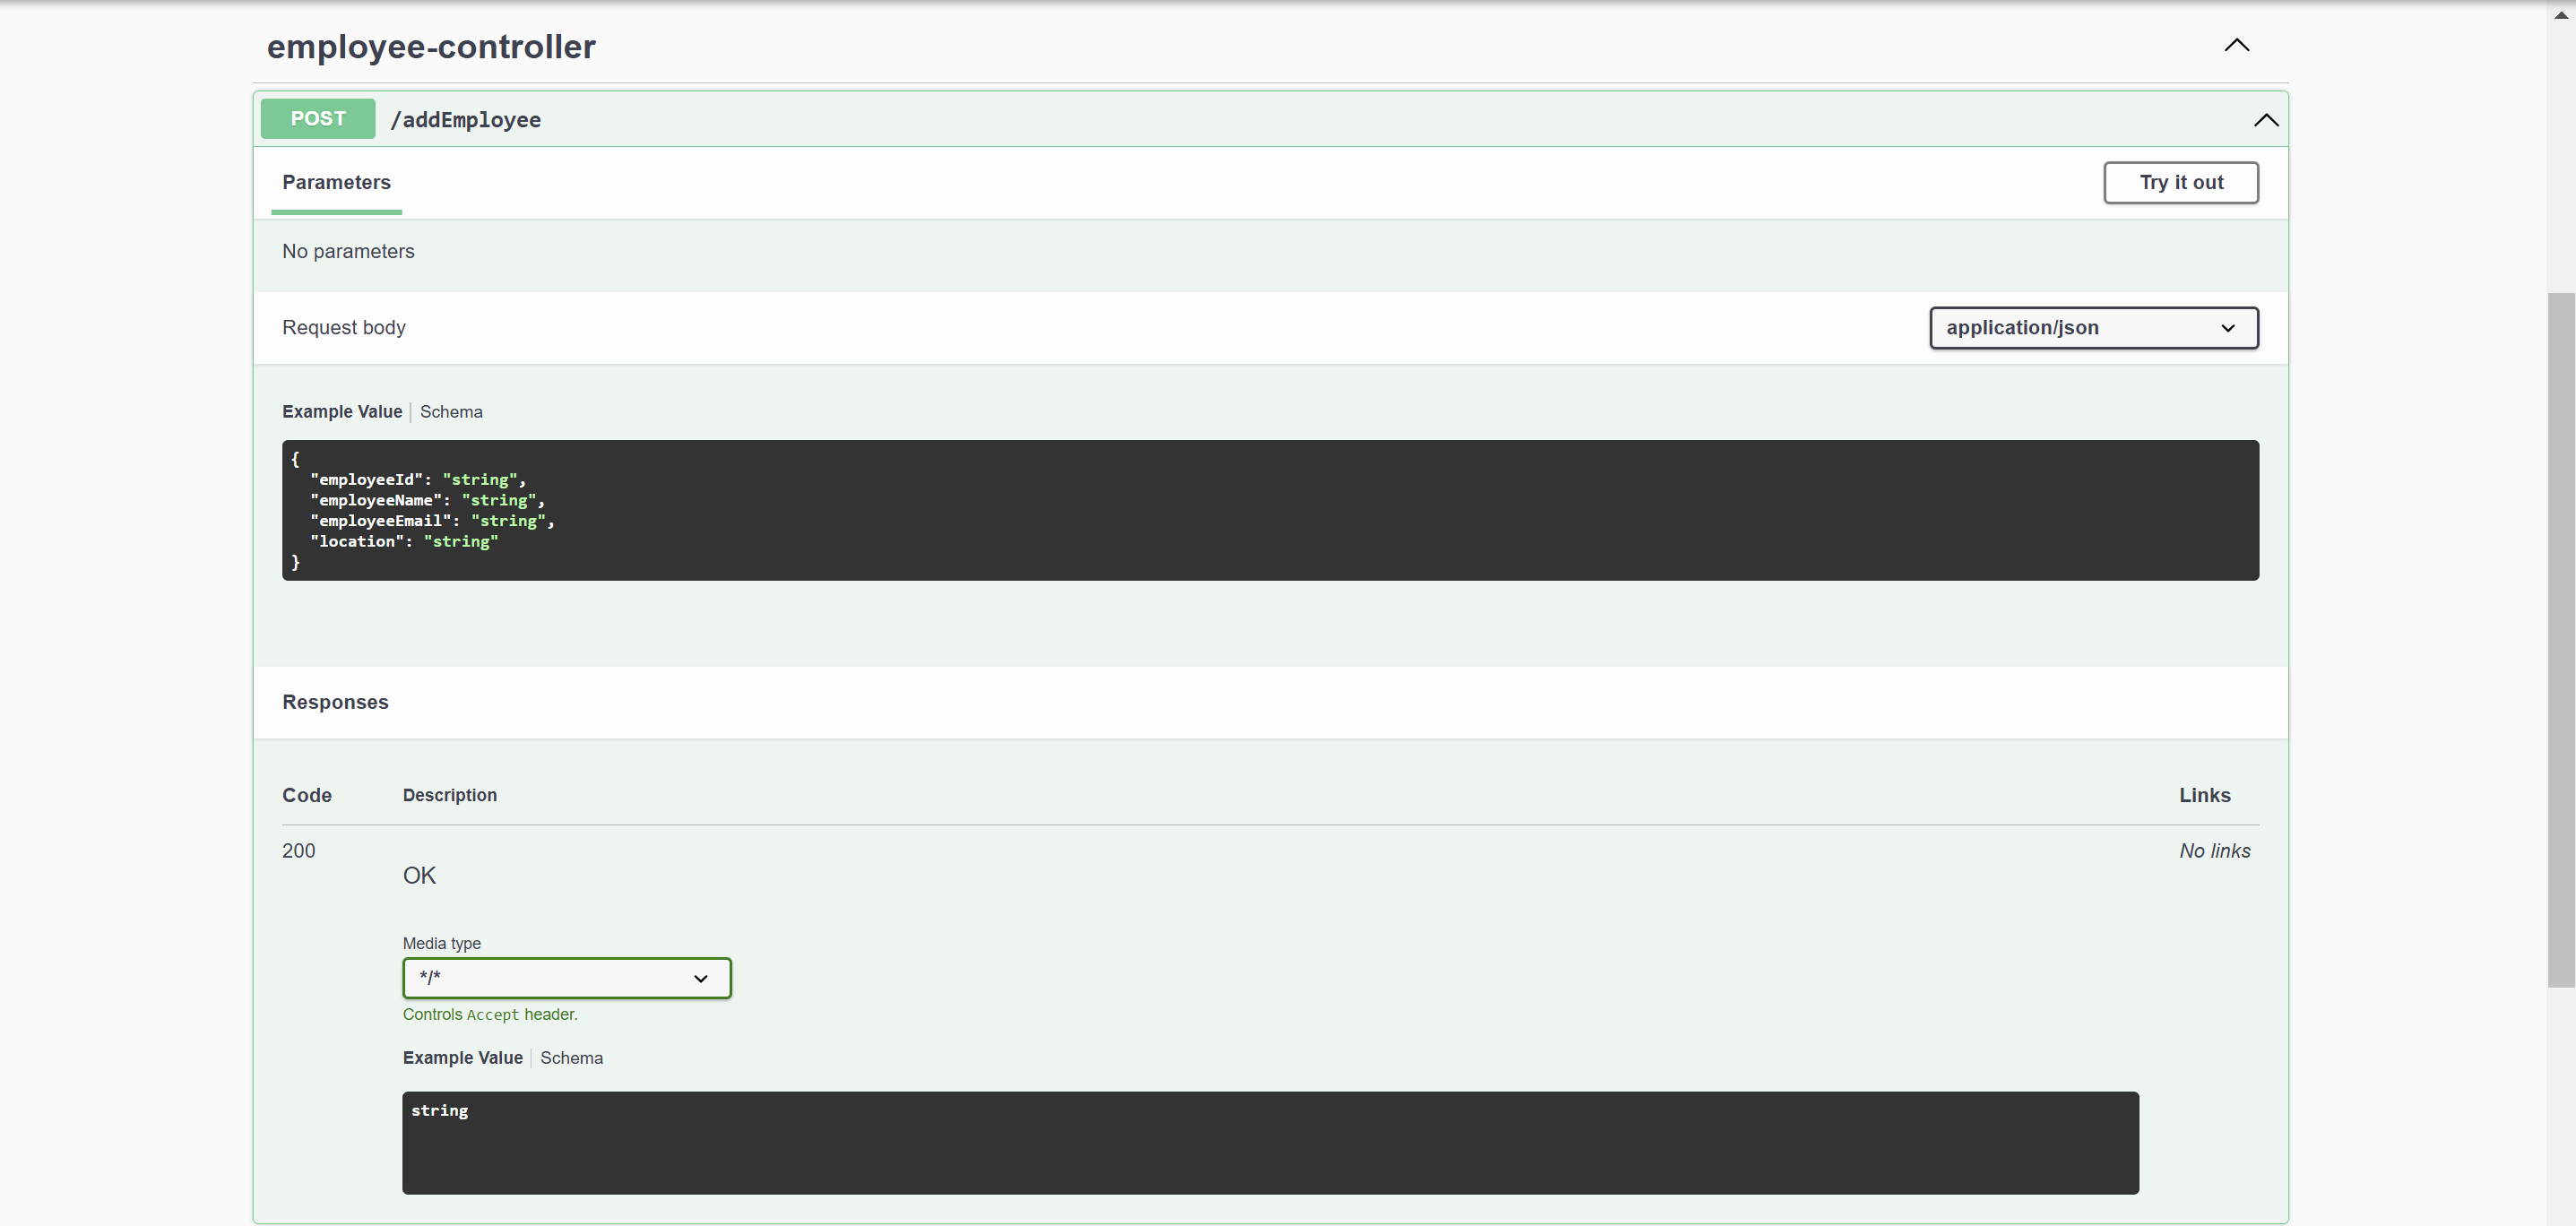 employee-controller
POST /addEmployee
Parameters
Try it out
No parameters
Request body
application/json
Example Value Schema
{
  "employeeId": "string",
  "employeeName": "string",
  "employeeEmail": "string",
  "location": "string"
}
Responses
Code Description Links
200 No links
OK
Media type
*/*
Controls Accept header.
Example Value Schema
string